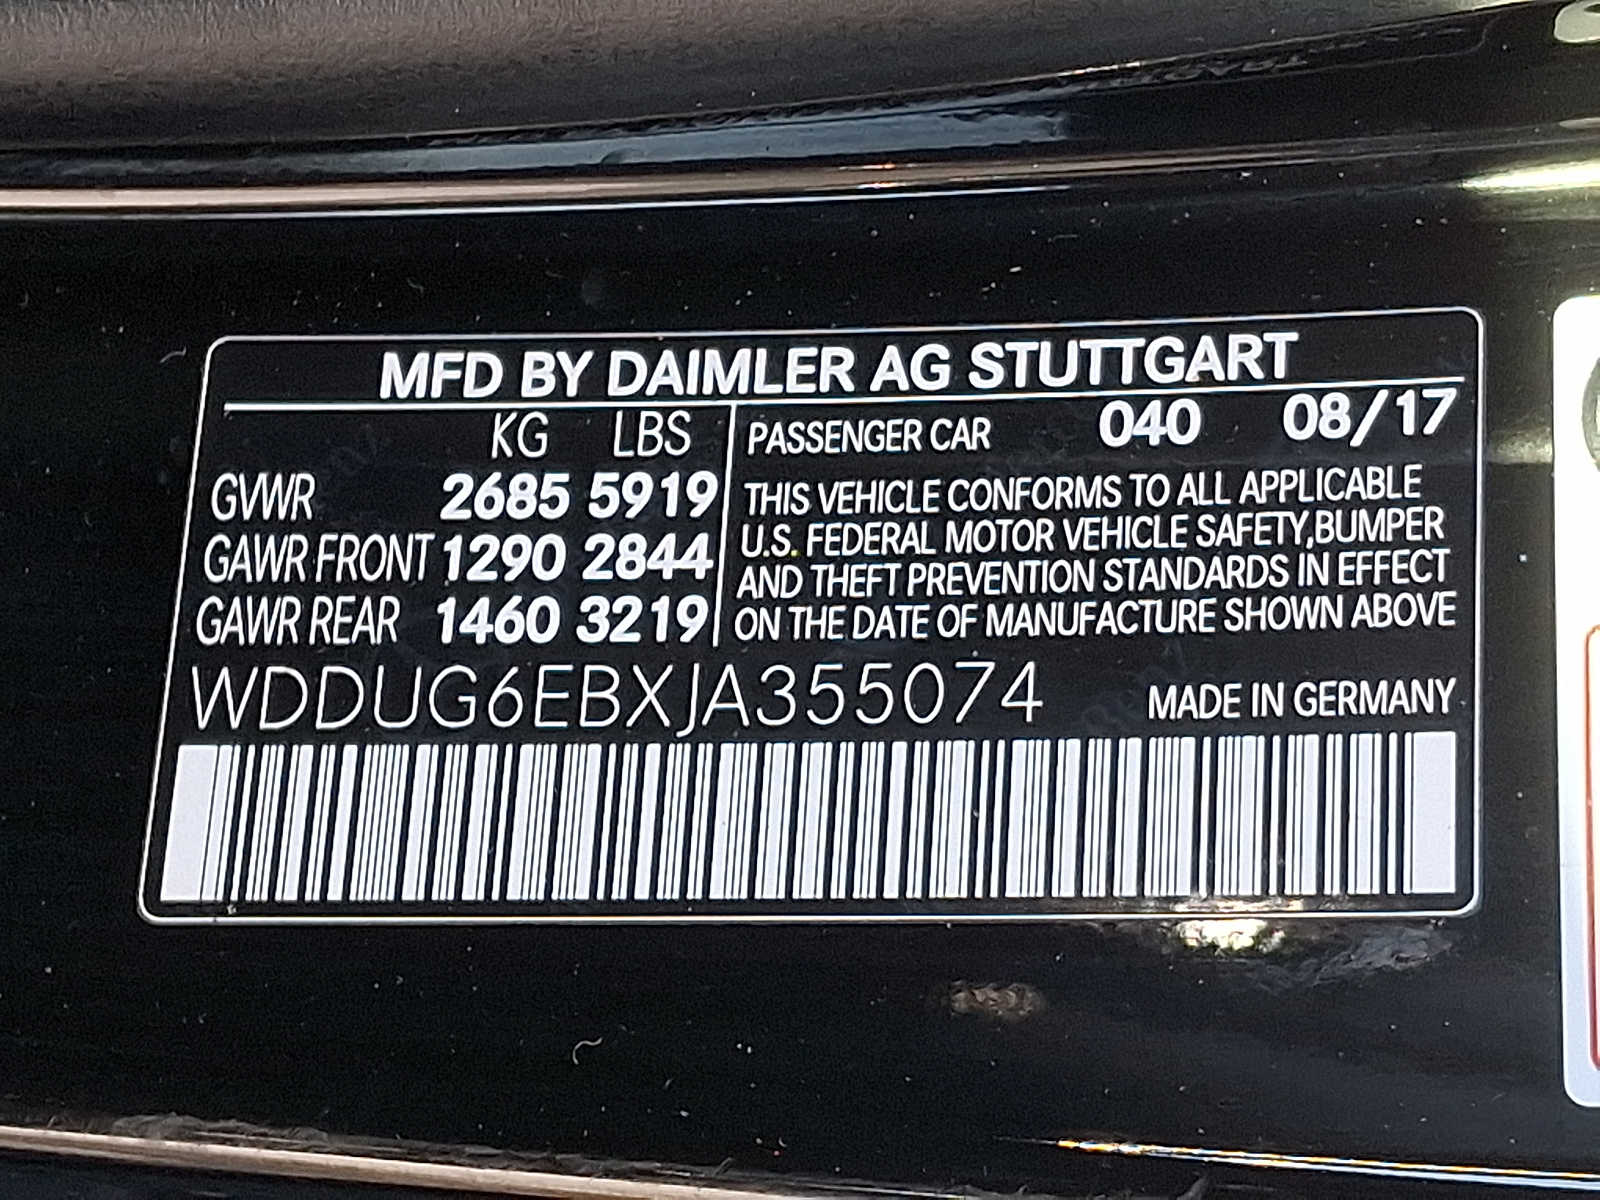 MFD BY DAIMLER AG STUTTGART
KG LBS
GVWR 2685 5919
GAWR FRONT 1290 2844
GAWR REAR 1460 3219
PASSENGER CAR 040 08/17
THIS VEHICLE CONFORMS TO ALL APPLICABLE
U.S. FEDERAL MOTOR VEHICLE SAFETY,BUMPER
AND THEFT PREVENTION STANDARDS IN EFFECT
ON THE DATE OF MANUFACTURE SHOWN ABOVE
WDDUG6EBXJA355074
MADE IN GERMANY